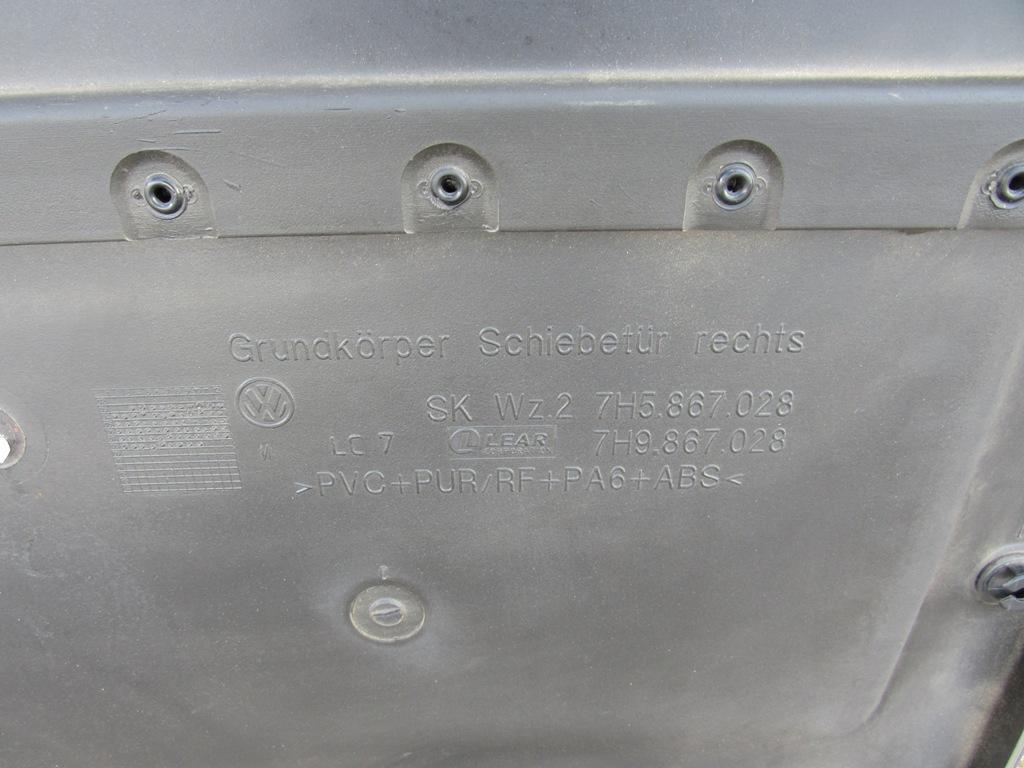 Grundkörper Schiebetür rechts
SK Wz.2 7H5.867.028
LC 7 LEAR 7H9.867.028
CORPORATION
>PVC+PUR/RF+PA6+ABS<